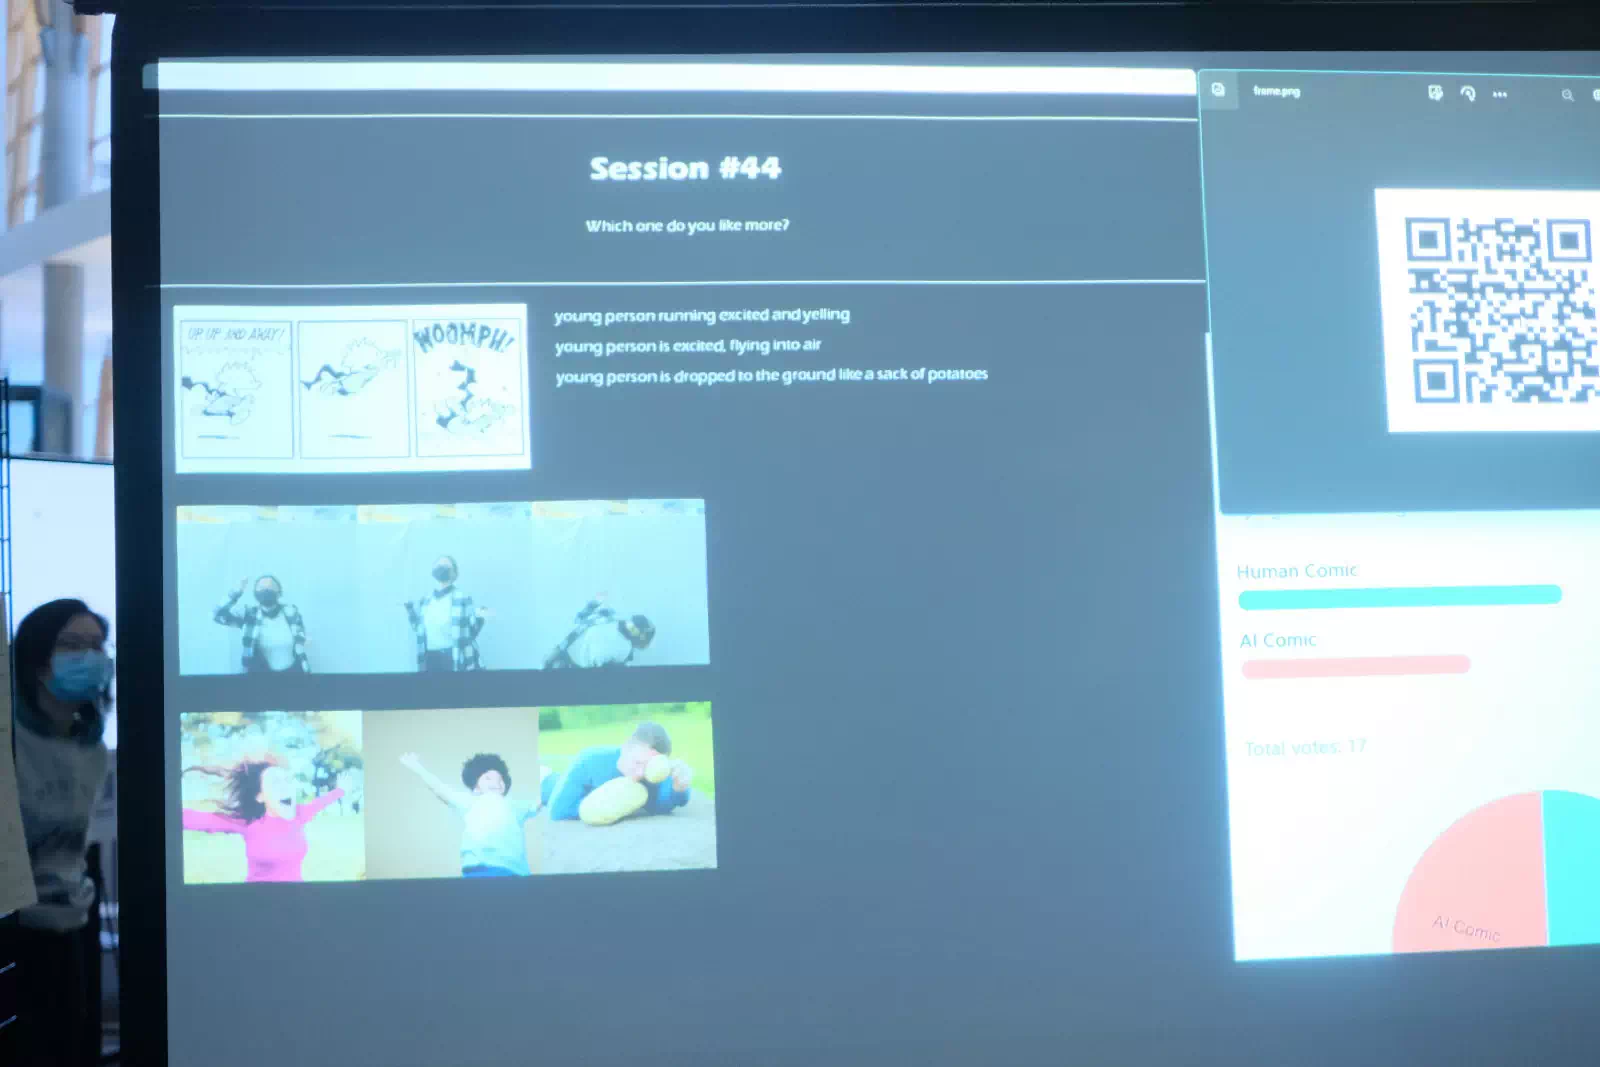 frame.png
Session #44
Which one do you like more?
UP UP AND AWAY!
WOOMPH!
young person running excited and yelling
young person is excited, flying into air
young person is dropped to the ground like a sack of potatoes
Human Comic
AI Comic
Total votes: 17
AI Comic